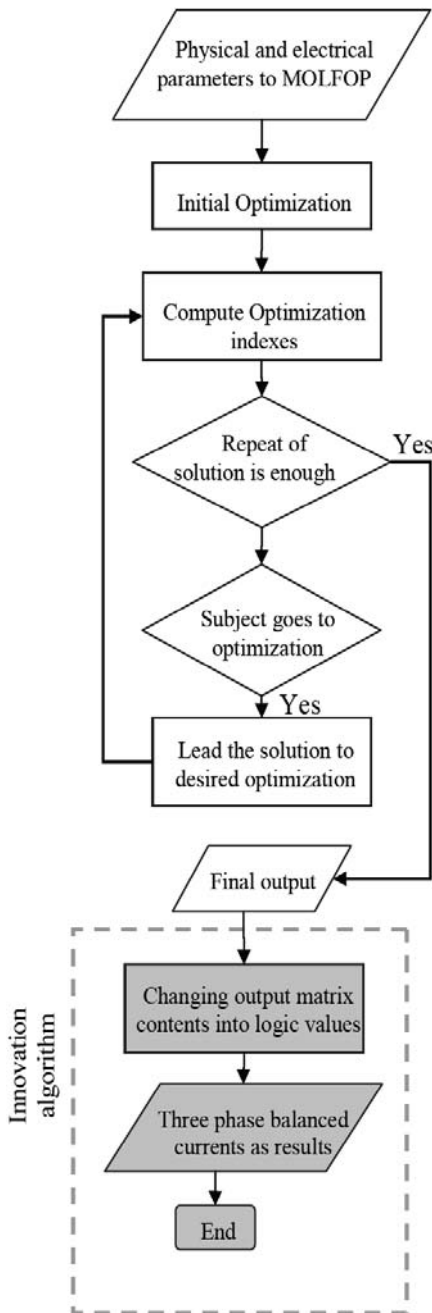 Physical and electrical
parameters to MOLFOP
Initial Optimization
Compute Optimization
indexes
Repeat of
solution is enough
Yes
Subject goes to
optimization
Yes
Lead the solution to
desired optimization
Final output
Innovation
algorithm
Changing output matrix
contents into logic values
Three phase balanced
currents as results
End